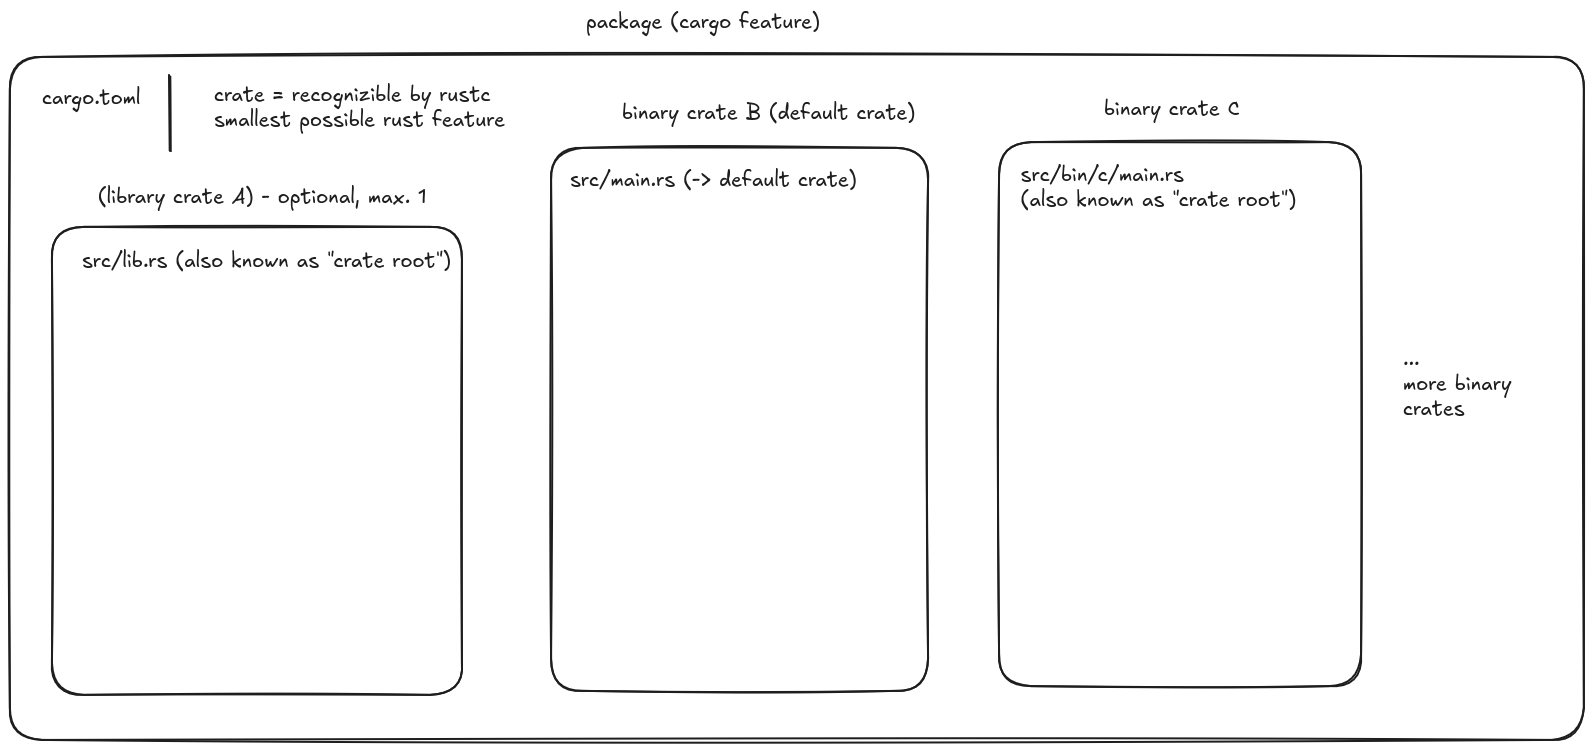 package (cargo feature)
cargo.toml
crate = recognizible by rustc
smallest possible rust feature
(library crate A) - optional, max. 1
src/lib.rs (also known as "crate root")
binary crate B (default crate)
src/main.rs (-> default crate)
binary crate C
src/bin/c/main.rs
(also known as "crate root")
...
more binary
crates